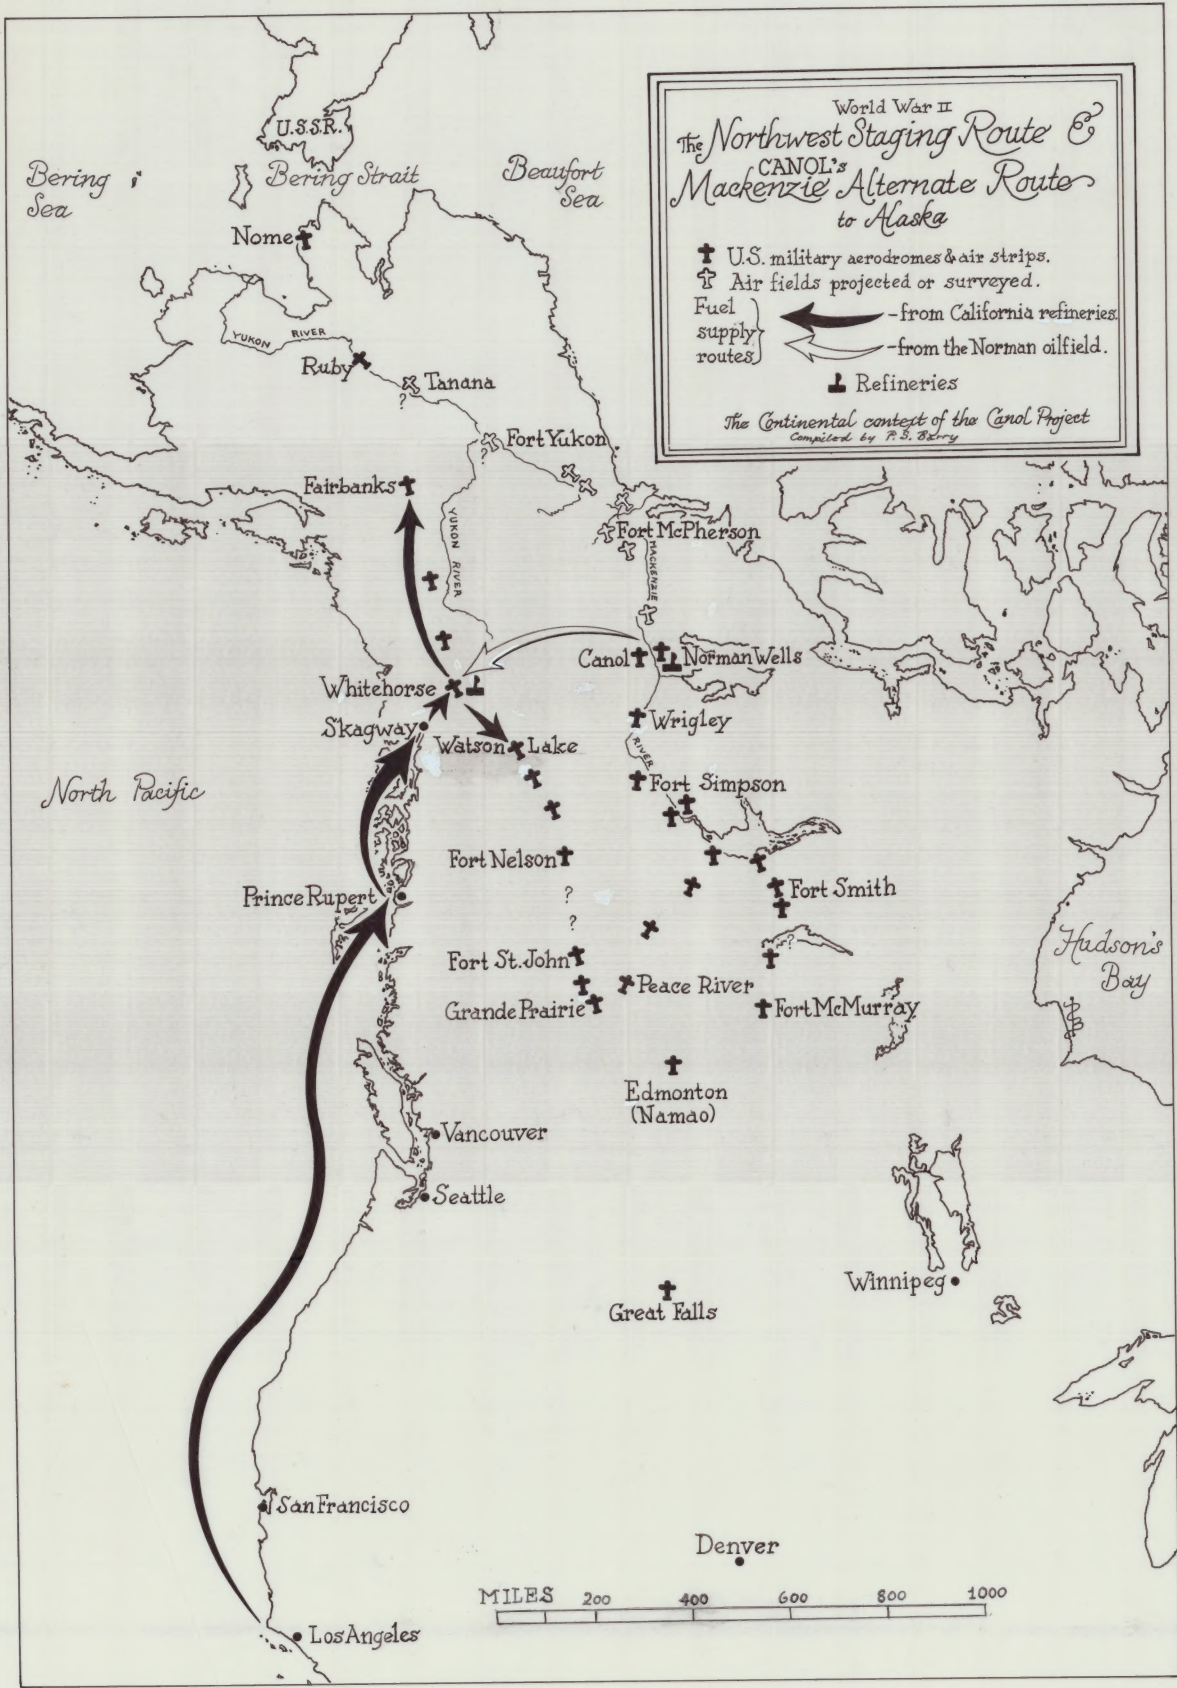 World War II
The Northwest Staging Route &
CANOL's
Mackenzie Alternate Route
to Alaska
U.S. military aerodromes & air strips.
Air fields projected or surveyed.
Fuel
supply
routes
-from California refineries.
-from the Norman oilfield.
Refineries
The Continental context of the Canol Project
Compiled by P. S. Barry
U.S.S.R.
Bering
Sea
Bering Strait
Beaufort
Sea
Nome
YUKON RIVER
Ruby
Tanana
?
Fort Yukon
?
Fairbanks
YUKON RIVER
Fort McPherson
MACKENZIE
Canol
Norman Wells
Whitehorse
Skagway
Wrigley
RIVER
Watson Lake
North Pacific
Fort Simpson
Fort Nelson
?
?
Fort Smith
Prince Rupert
?
Hudson's
Bay
Fort St. John
Peace River
Grande Prairie
Fort McMurray
Edmonton
(Namao)
Vancouver
Seattle
Winnipeg
Great Falls
San Francisco
Denver
MILES 200 400 600 800 1000
Los Angeles